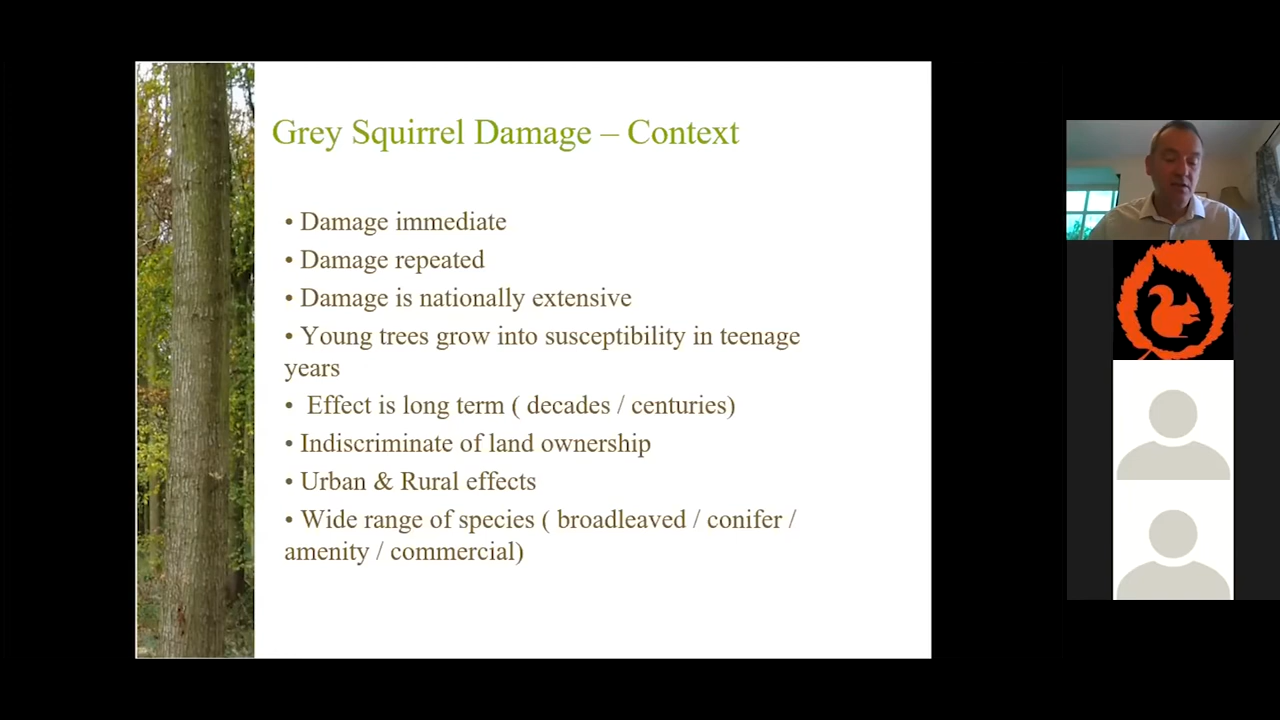 Grey Squirrel Damage – Context
• Damage immediate
• Damage repeated
• Damage is nationally extensive
• Young trees grow into susceptibility in teenage
years
• Effect is long term ( decades / centuries)
• Indiscriminate of land ownership
• Urban & Rural effects
• Wide range of species ( broadleaved / conifer /
amenity / commercial)